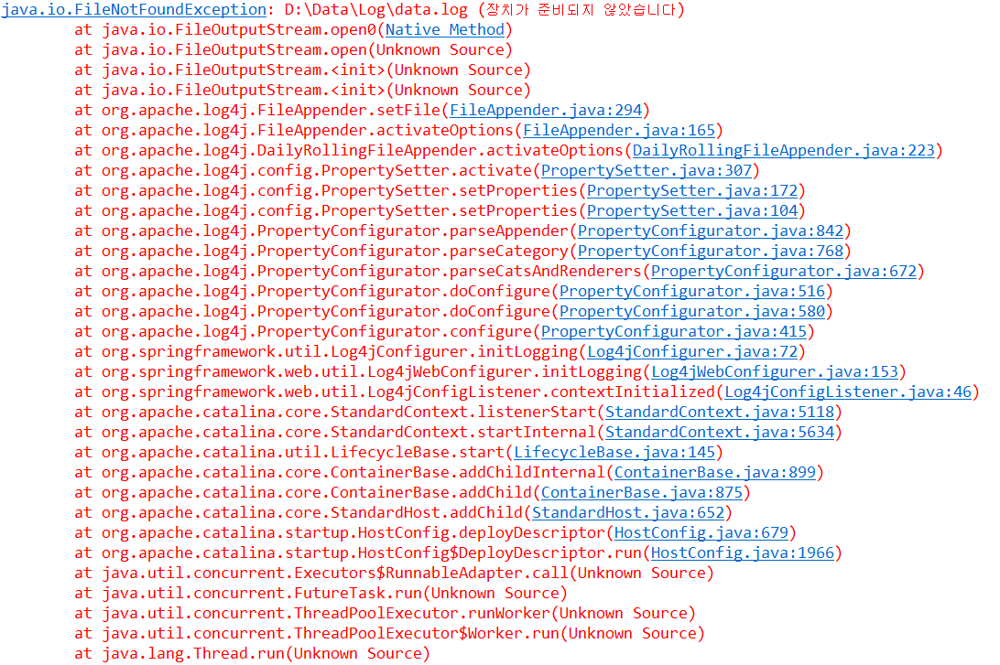 java.io.FileNotFoundException: D:\Data\Log\data.log (장치가 준비되지 않았습니다)
at java.io.FileOutputStream.open0(Native Method)
at java.io.FileOutputStream.open(Unknown Source)
at java.io.FileOutputStream.<init>(Unknown Source)
at java.io.FileOutputStream.<init>(Unknown Source)
at org.apache.log4j.FileAppender.setFile(FileAppender.java:294)
at org.apache.log4j.FileAppender.activateOptions(FileAppender.java:165)
at org.apache.log4j.DailyRollingFileAppender.activateOptions(DailyRollingFileAppender.java:223)
at org.apache.log4j.config.PropertySetter.activate(PropertySetter.java:307)
at org.apache.log4j.config.PropertySetter.setProperties(PropertySetter.java:172)
at org.apache.log4j.config.PropertySetter.setProperties(PropertySetter.java:104)
at org.apache.log4j.PropertyConfigurator.parseAppender(PropertyConfigurator.java:842)
at org.apache.log4j.PropertyConfigurator.parseCategory(PropertyConfigurator.java:768)
at org.apache.log4j.PropertyConfigurator.parseCatsAndRenderers(PropertyConfigurator.java:672)
at org.apache.log4j.PropertyConfigurator.doConfigure(PropertyConfigurator.java:516)
at org.apache.log4j.PropertyConfigurator.doConfigure(PropertyConfigurator.java:580)
at org.apache.log4j.PropertyConfigurator.configure(PropertyConfigurator.java:415)
at org.springframework.util.Log4jConfigurer.initLogging(Log4jConfigurer.java:72)
at org.springframework.web.util.Log4jWebConfigurer.initLogging(Log4jWebConfigurer.java:153)
at org.springframework.web.util.Log4jConfigListener.contextInitialized(Log4jConfigListener.java:46)
at org.apache.catalina.core.StandardContext.listenerStart(StandardContext.java:5118)
at org.apache.catalina.core.StandardContext.startInternal(StandardContext.java:5634)
at org.apache.catalina.util.LifecycleBase.start(LifecycleBase.java:145)
at org.apache.catalina.core.ContainerBase.addChildInternal(ContainerBase.java:899)
at org.apache.catalina.core.ContainerBase.addChild(ContainerBase.java:875)
at org.apache.catalina.core.StandardHost.addChild(StandardHost.java:652)
at org.apache.catalina.startup.HostConfig.deployDescriptor(HostConfig.java:679)
at org.apache.catalina.startup.HostConfig$DeployDescriptor.run(HostConfig.java:1966)
at java.util.concurrent.Executors$RunnableAdapter.call(Unknown Source)
at java.util.concurrent.FutureTask.run(Unknown Source)
at java.util.concurrent.ThreadPoolExecutor.runWorker(Unknown Source)
at java.util.concurrent.ThreadPoolExecutor$Worker.run(Unknown Source)
at java.lang.Thread.run(Unknown Source)